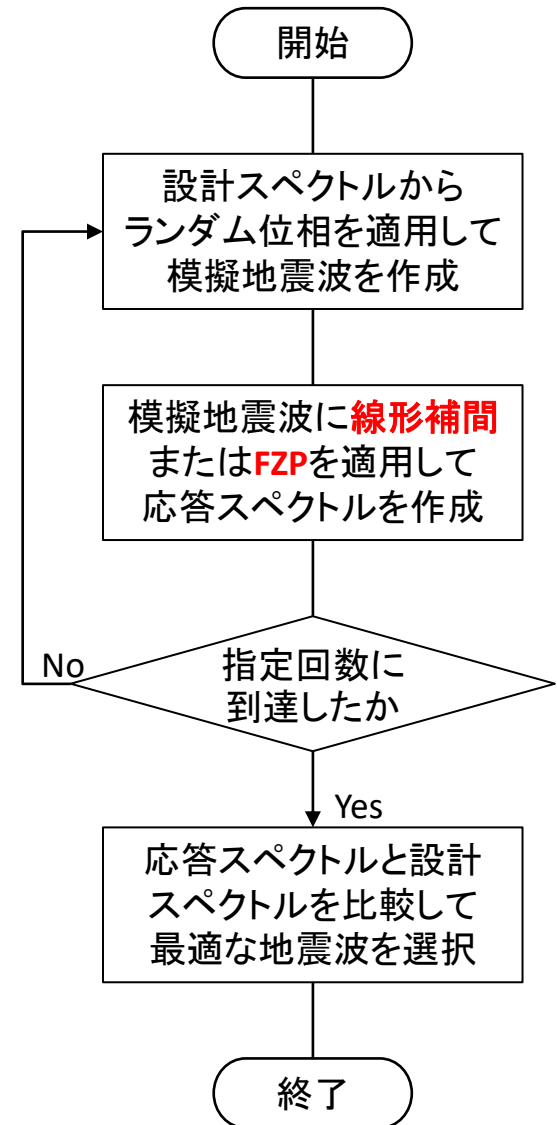 開始
設計スペクトルから
ランダム位相を適用して
模擬地震波を作成
模擬地震波に線形補間
またはFZPを適用して
応答スペクトルを作成
No
指定回数に
到達したか
Yes
応答スペクトルと設計
スペクトルを比較して
最適な地震波を選択
終了